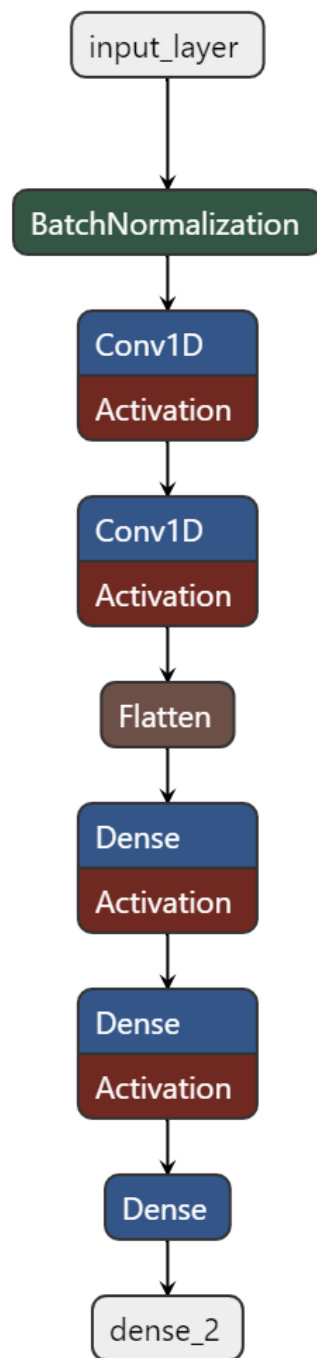 input_layer
BatchNormalization
Conv1D
Activation
Conv1D
Activation
Flatten
Dense
Activation
Dense
Activation
Dense
dense_2